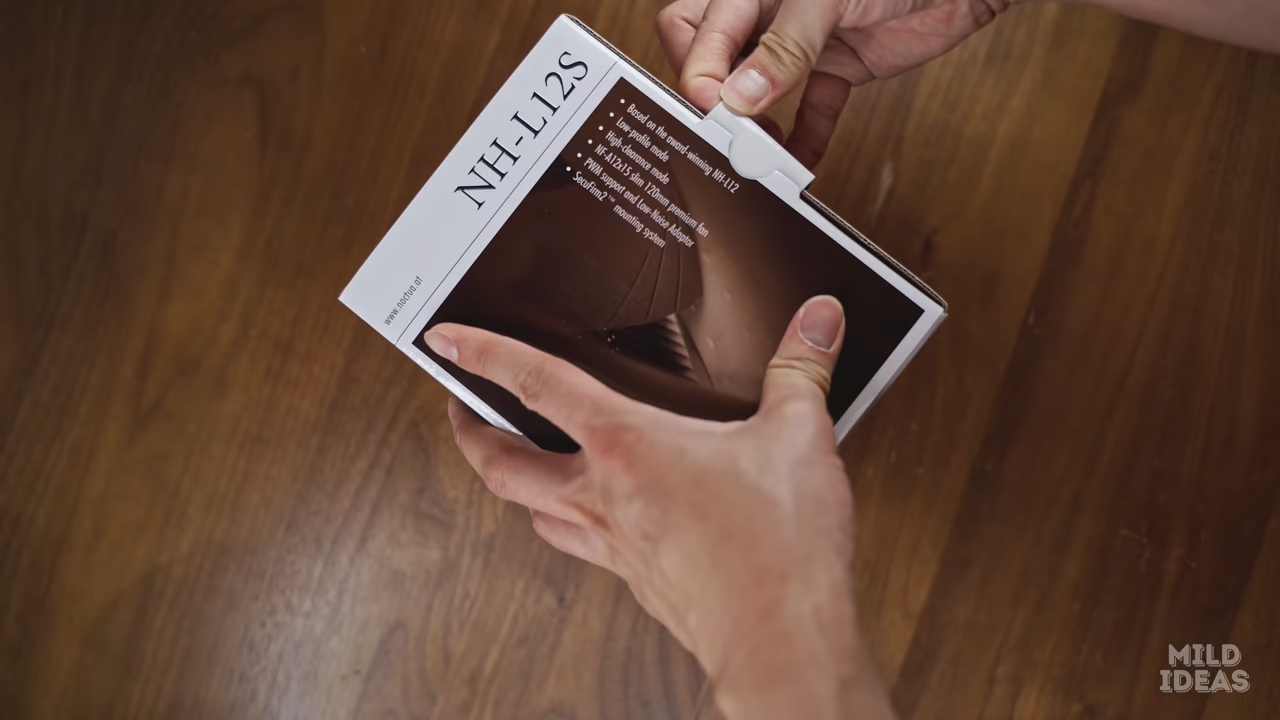 NH-L12S
www.noctua.at
• Based on the award-winning NH-L12
• Low-profile mode
• High-clearance mode
• NF-A12x15 slim 120mm premium fan
• PWM support and Low-Noise Adaptor
• SecuFirm2™ mounting system
MILD
IDEAS